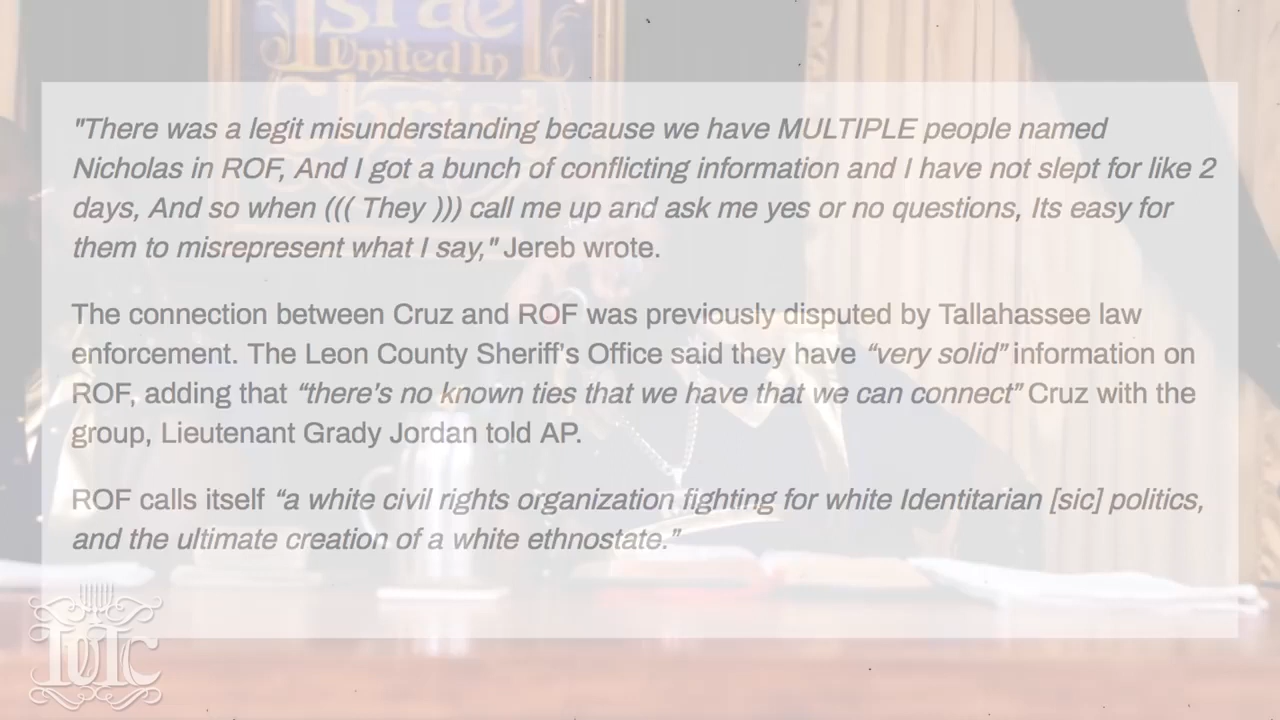 Israel
United In
Christ
"There was a legit misunderstanding because we have MULTIPLE people named
Nicholas in ROF, And I got a bunch of conflicting information and I have not slept for like 2
days, And so when ((( They ))) call me up and ask me yes or no questions, Its easy for
them to misrepresent what I say," Jereb wrote.
The connection between Cruz and ROF was previously disputed by Tallahassee law
enforcement. The Leon County Sheriff's Office said they have “very solid” information on
ROF, adding that “there's no known ties that we have that we can connect” Cruz with the
group, Lieutenant Grady Jordan told AP.
ROF calls itself “a white civil rights organization fighting for white Identitarian [sic] politics,
and the ultimate creation of a white ethnostate.”
IUIC